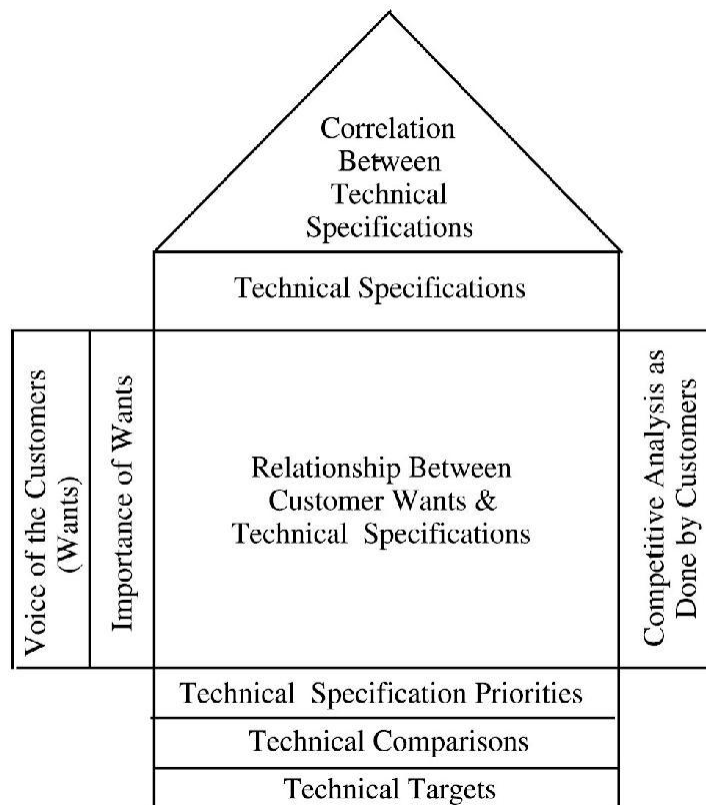 Correlation
Between
Technical
Specifications
Technical Specifications
Voice of the Customers
(Wants)
Importance of Wants
Relationship Between
Customer Wants &
Technical Specifications
Competitive Analysis as
Done by Customers
Technical Specification Priorities
Technical Comparisons
Technical Targets